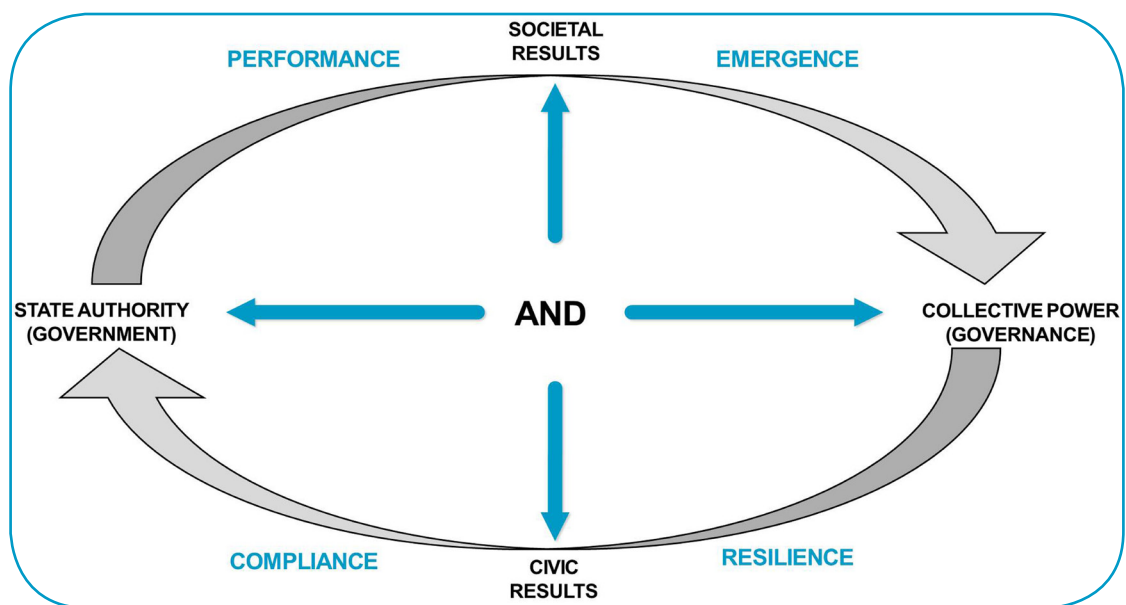 SOCIETAL
RESULTS
PERFORMANCE
EMERGENCE
STATE AUTHORITY
(GOVERNMENT)
AND
COLLECTIVE POWER
(GOVERNANCE)
COMPLIANCE
RESILIENCE
CIVIC
RESULTS